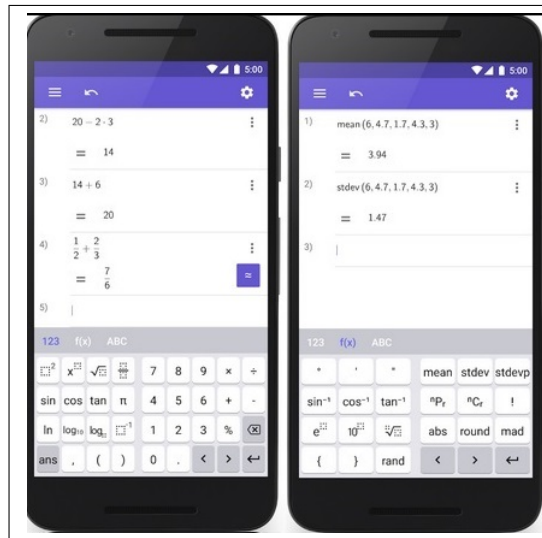 5:00
2) 20 − 2 · 3
= 14
3) 14 + 6
= 20
4) 1/2 + 2/3
= 7/6 ≈
5)
123 f(x) ABC
□² x□ √□ □/□ 7 8 9 × ÷
sin cos tan π 4 5 6 + -
ln log₁₀ log□ □⁻¹ 1 2 3 %
ans , ( ) 0 . < > ↵
5:00
1) mean (6, 4.7, 1.7, 4.3, 3)
= 3.94
2) stdev (6, 4.7, 1.7, 4.3, 3)
= 1.47
3)
123 f(x) ABC
° ' " mean stdev stdevp
sin⁻¹ cos⁻¹ tan⁻¹ ⁿPᵣ ⁿCᵣ !
e□ 10□ □√□ abs round mad
{ } rand < > ↵